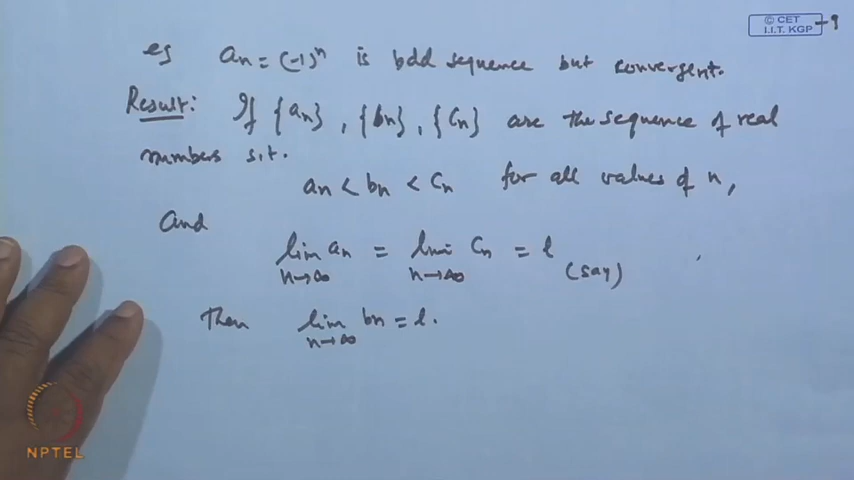 © CET
I.I.T. KGP
-9
eg an = (-1)^n is bdd sequence but convergent.
Result: If {an}, {bn}, {Cn} are the sequence of real
numbers s.t.
an < bn < Cn for all values of n,
And
lim an = lim Cn = l (say)
n→∞ n→∞
Then lim bn = l.
n→∞
NPTEL